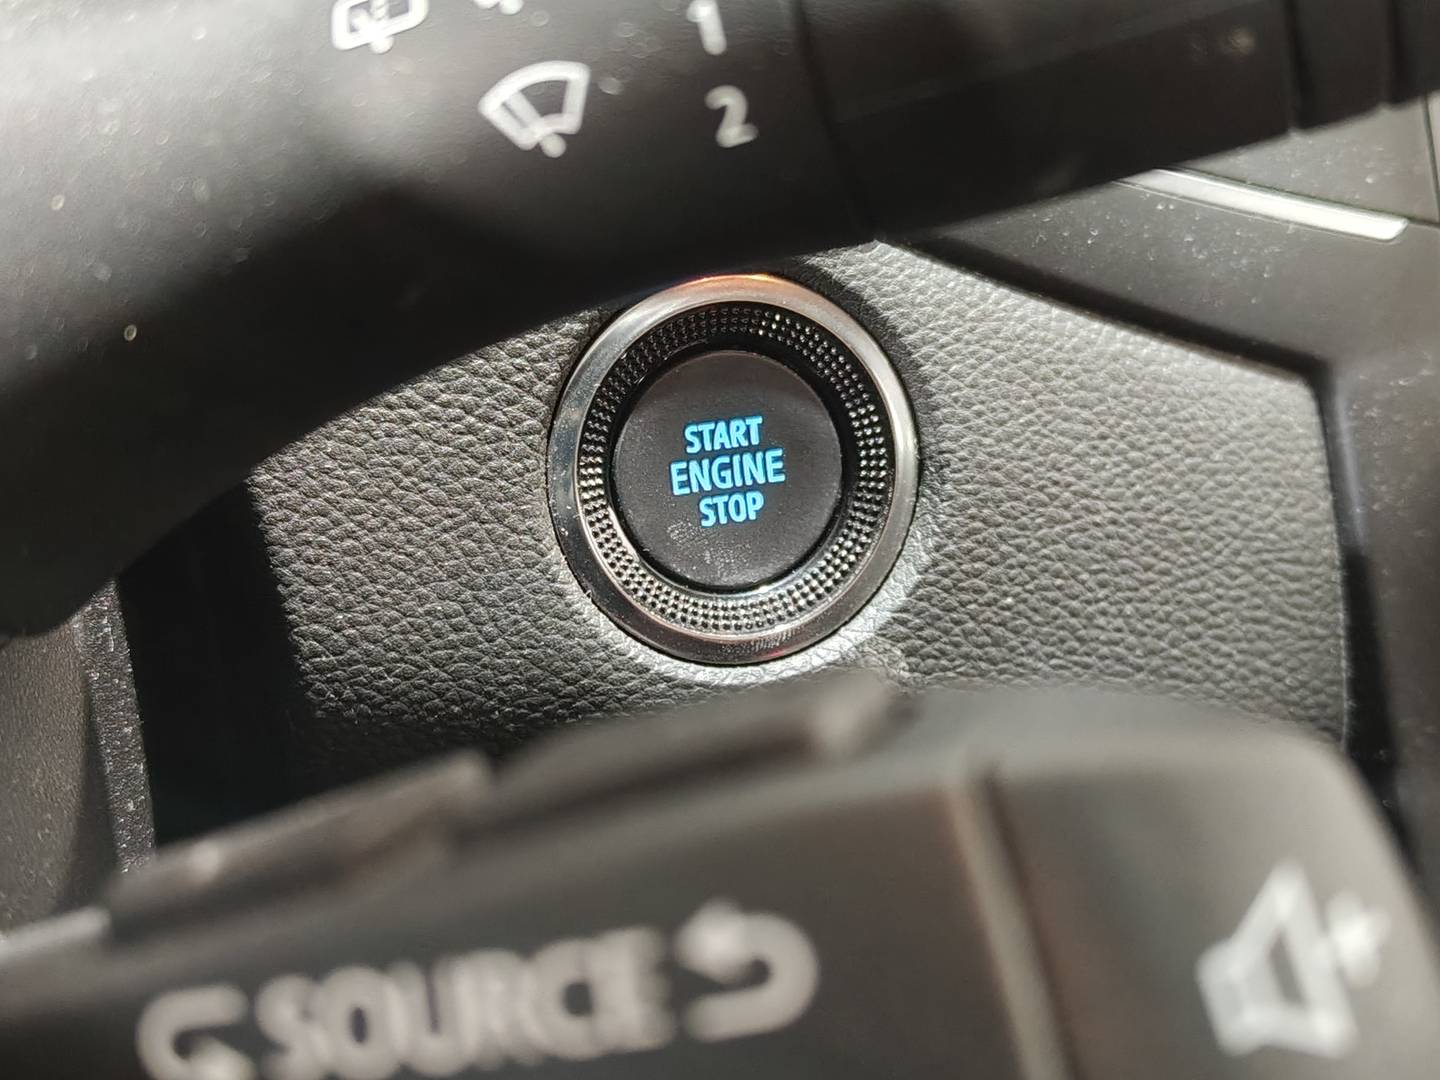 1
2
START
ENGINE
STOP
SOURCE